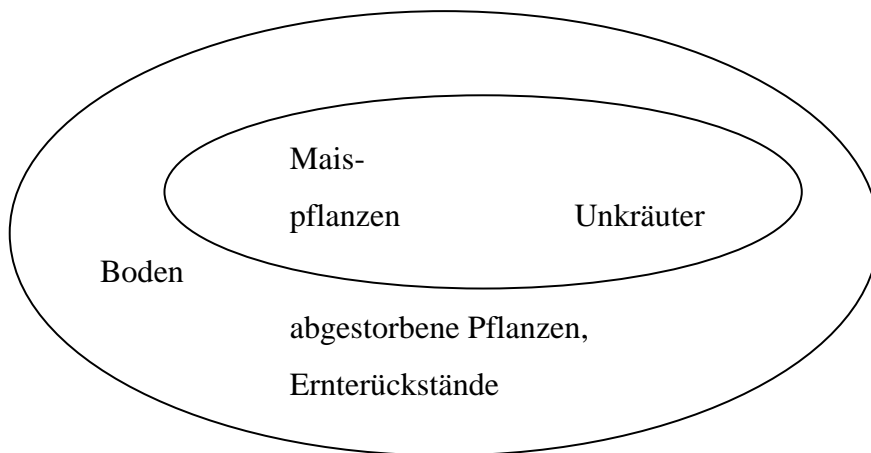 Mais-
pflanzen Unkräuter
Boden
abgestorbene Pflanzen,
Ernterückstände